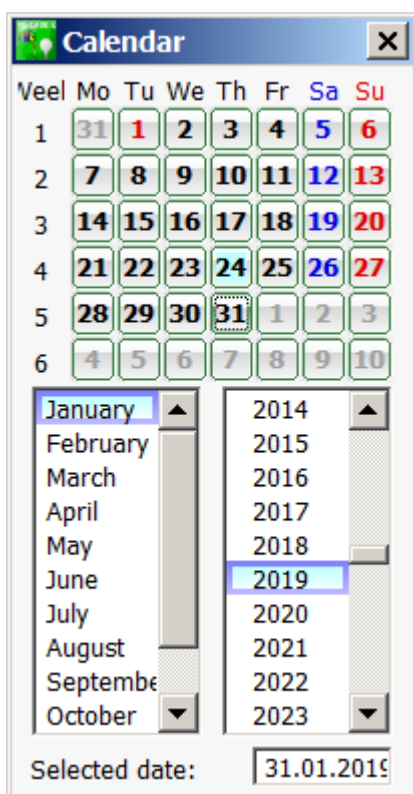 Calendar
Veel Mo Tu We Th Fr Sa Su
1 31 1 2 3 4 5 6
2 7 8 9 10 11 12 13
3 14 15 16 17 18 19 20
4 21 22 23 24 25 26 27
5 28 29 30 31 1 2 3
6 4 5 6 7 8 9 10
January 2014
February 2015
March 2016
April 2017
May 2018
June 2019
July 2020
August 2021
Septembe 2022
October 2023
Selected date: 31.01.2019